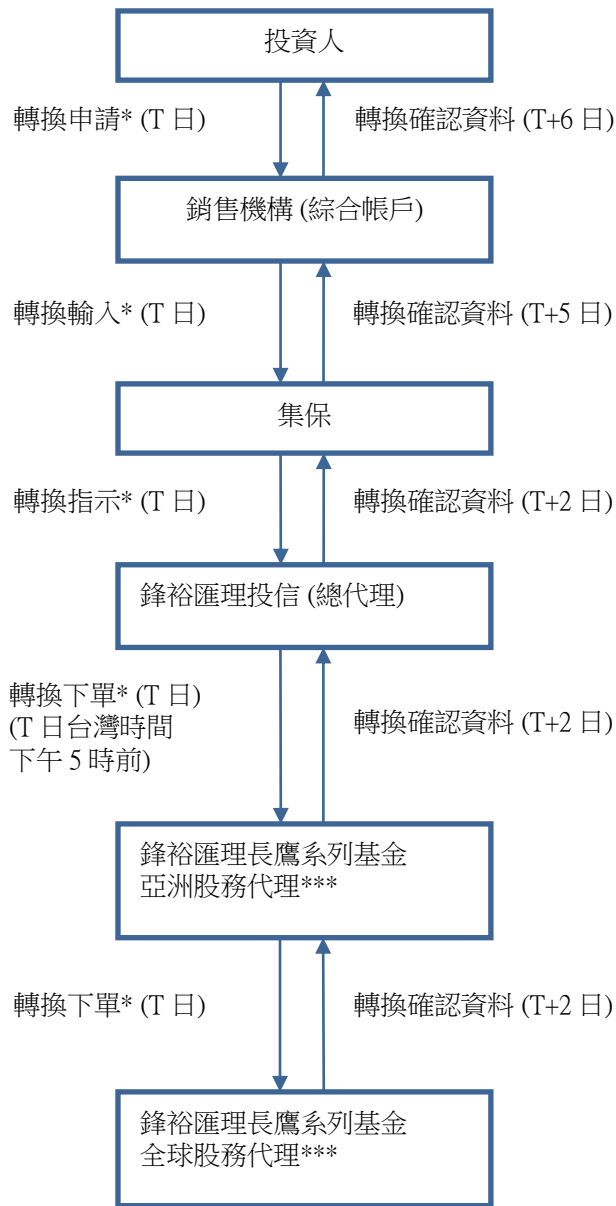 投資人
轉換申請* (T 日)
轉換確認資料 (T+6 日)
銷售機構 (綜合帳戶)
轉換輸入* (T 日)
轉換確認資料 (T+5 日)
集保
轉換指示* (T 日)
轉換確認資料 (T+2 日)
鋒裕匯理投信 (總代理)
轉換下單* (T 日)
(T 日台灣時間
下午 5 時前)
轉換確認資料 (T+2 日)
鋒裕匯理長鷹系列基金
亞洲股務代理***
轉換下單* (T 日)
轉換確認資料 (T+2 日)
鋒裕匯理長鷹系列基金
全球股務代理***